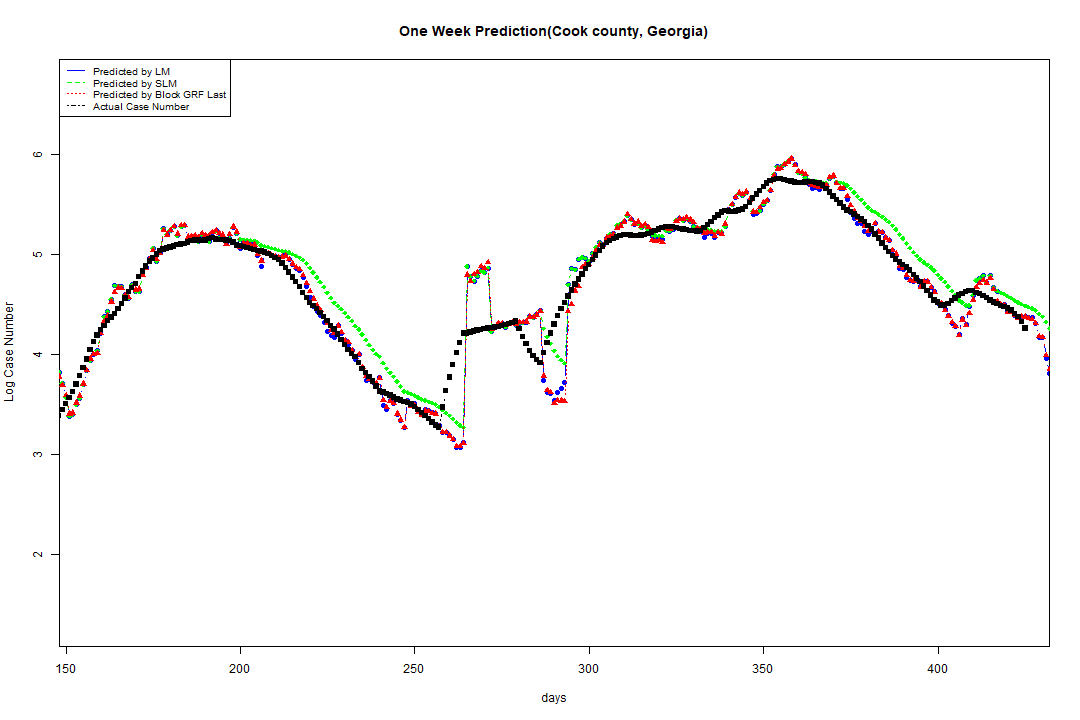 One Week Prediction(Cook county, Georgia)
Predicted by LM
Predicted by SLM
Predicted by Block GRF Last
Actual Case Number
6
5
4
3
2
Log Case Number
150 200 250 300 350 400
days